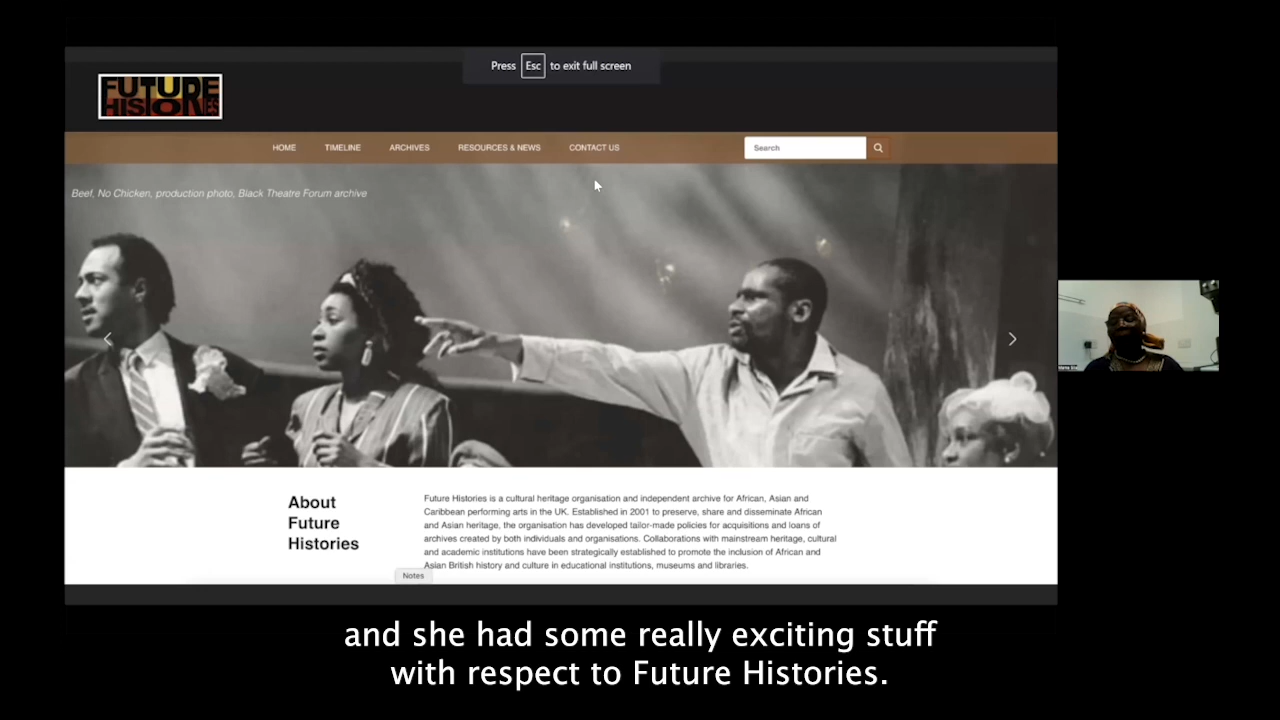 Press Esc to exit full screen
FUTURE
HISTORIES
HOME TIMELINE ARCHIVES RESOURCES & NEWS CONTACT US Search
Beef, No Chicken, production photo, Black Theatre Forum archive
About
Future
Histories
Future Histories is a cultural heritage organisation and independent archive for African, Asian and
Caribbean performing arts in the UK. Established in 2001 to preserve, share and disseminate African
and Asian heritage, the organisation has developed tailor-made policies for acquisitions and loans of
archives created by both individuals and organisations. Collaborations with mainstream heritage, cultural
and academic institutions have been strategically established to promote the inclusion of African and
Asian British history and culture in educational institutions, museums and libraries.
Notes
and she had some really exciting stuff
with respect to Future Histories.